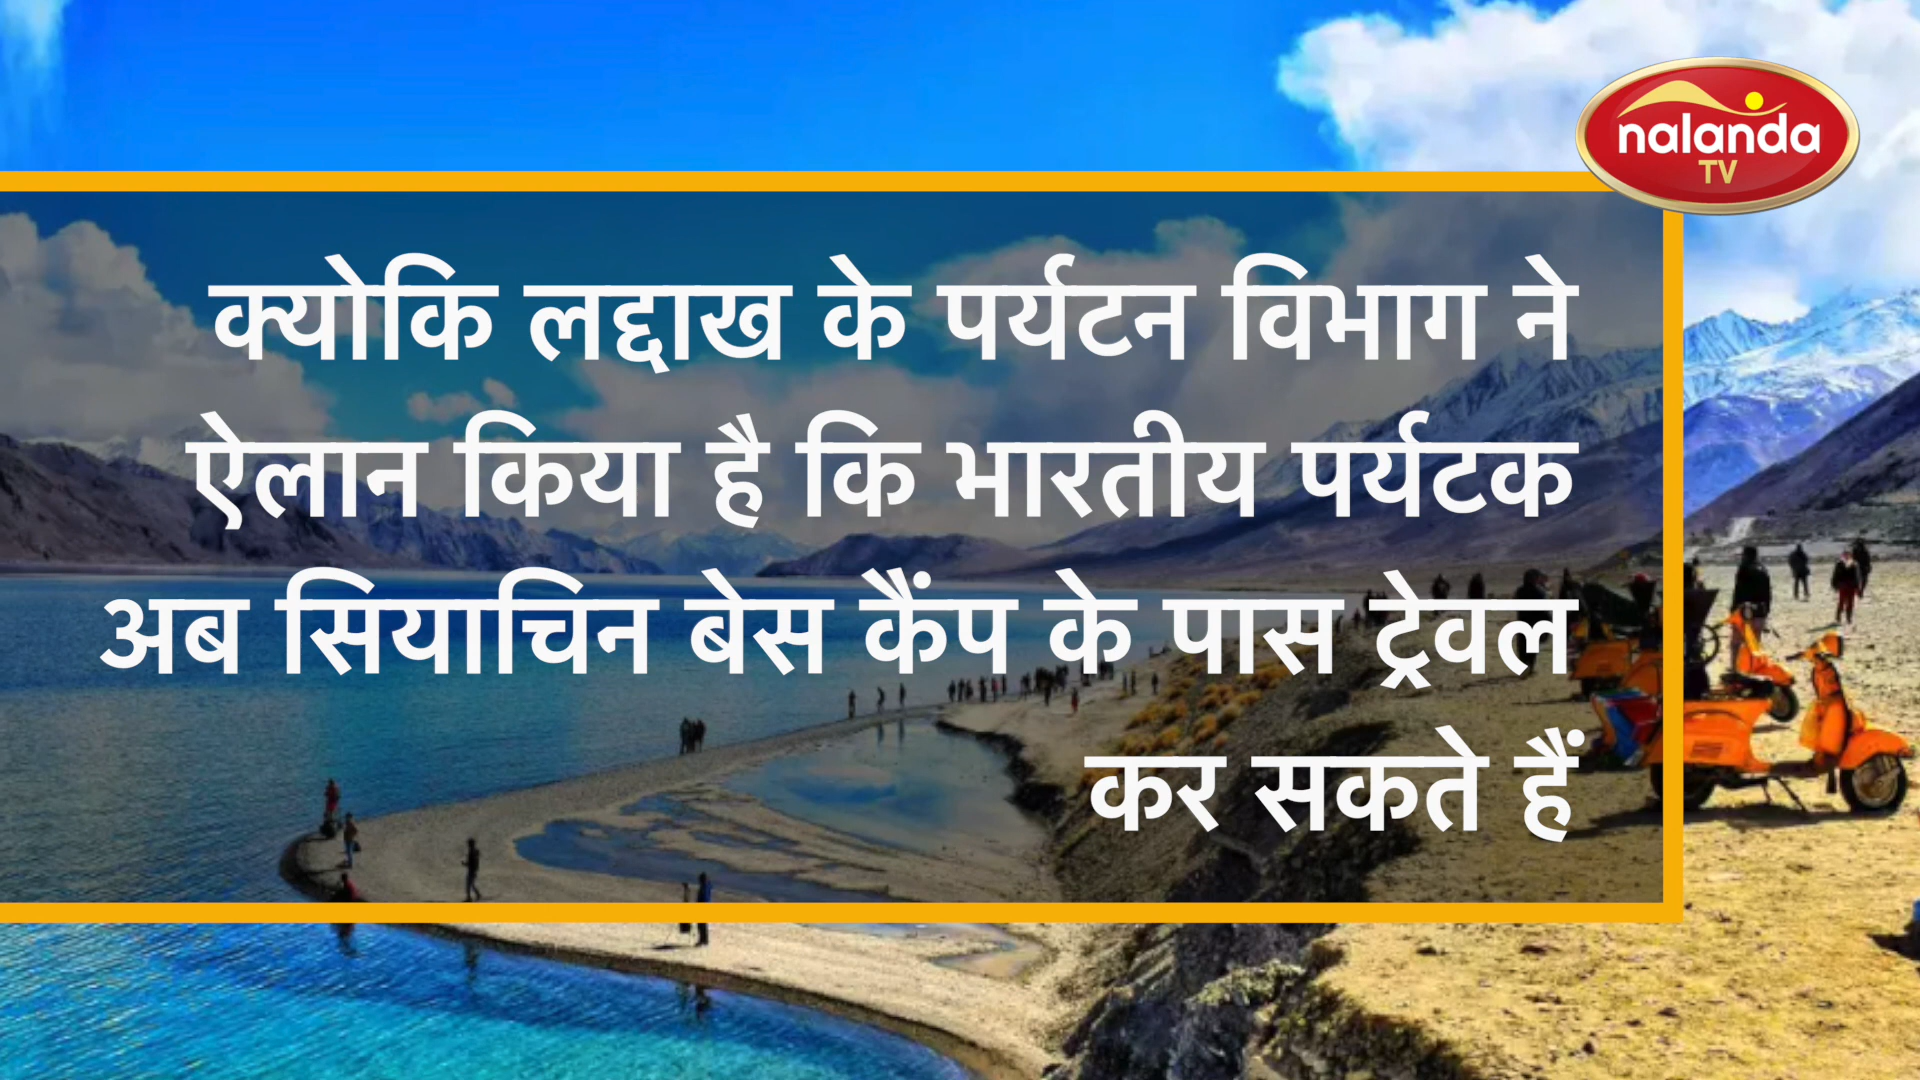 nalanda
TV
क्योकि लद्दाख के पर्यटन विभाग ने
ऐलान किया है कि भारतीय पर्यटक
अब सियाचिन बेस कैंप के पास ट्रेवल
कर सकते हैं